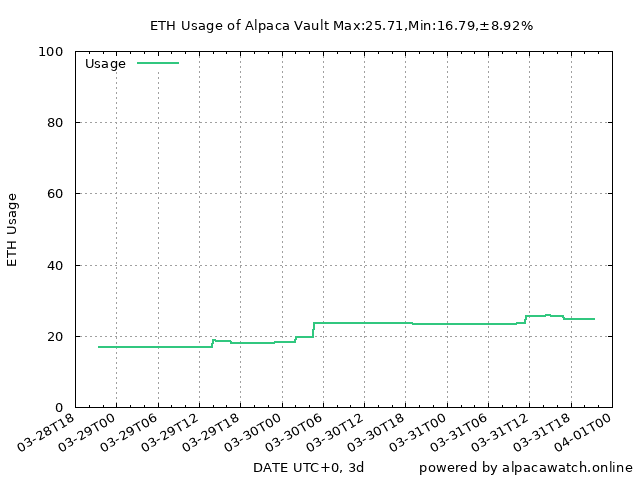 ETH Usage of Alpaca Vault Max:25.71,Min:16.79,±8.92%
Usage
ETH Usage
100
80
60
40
20
0
03-28T18
03-29T00
03-29T06
03-29T12
03-29T18
03-30T00
03-30T06
03-30T12
03-30T18
03-31T00
03-31T06
03-31T12
03-31T18
04-01T00
DATE UTC+0, 3d
powered by alpacawatch.online